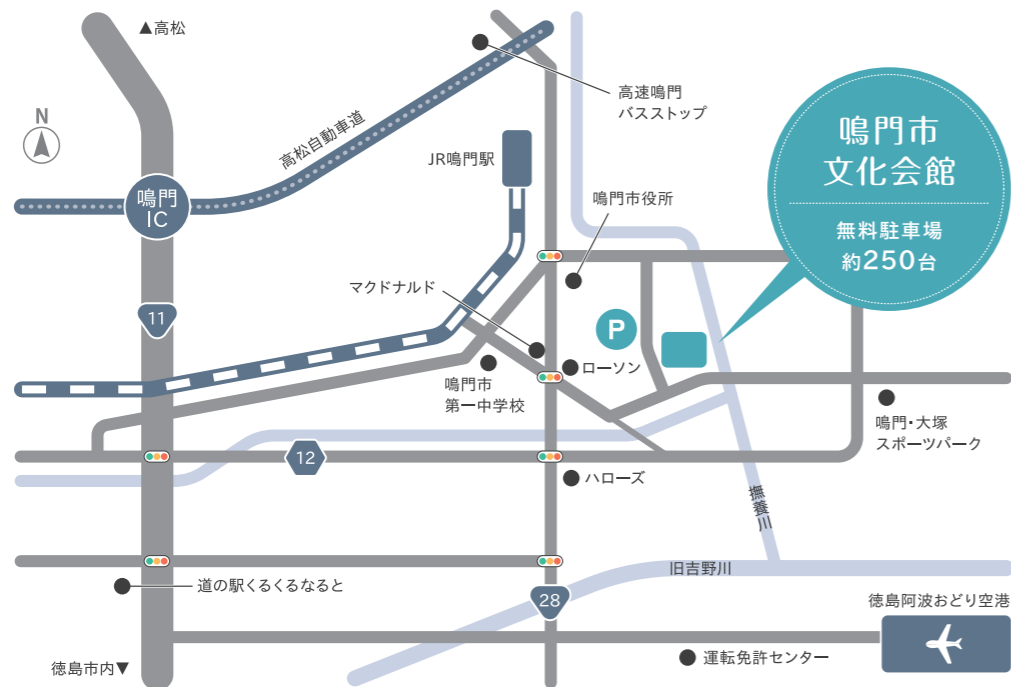 ▲高松
N
高松自動車道
鳴門
IC
高速鳴門
バスストップ
JR鳴門駅
鳴門市役所
鳴門市
文化会館
無料駐車場
約250台
マクドナルド
11
P
ローソン
鳴門市
第一中学校
鳴門・大塚
スポーツパーク
12
ハローズ
撫養川
旧吉野川
道の駅くるくるなると
28
徳島阿波おどり空港
運転免許センター
徳島市内▼